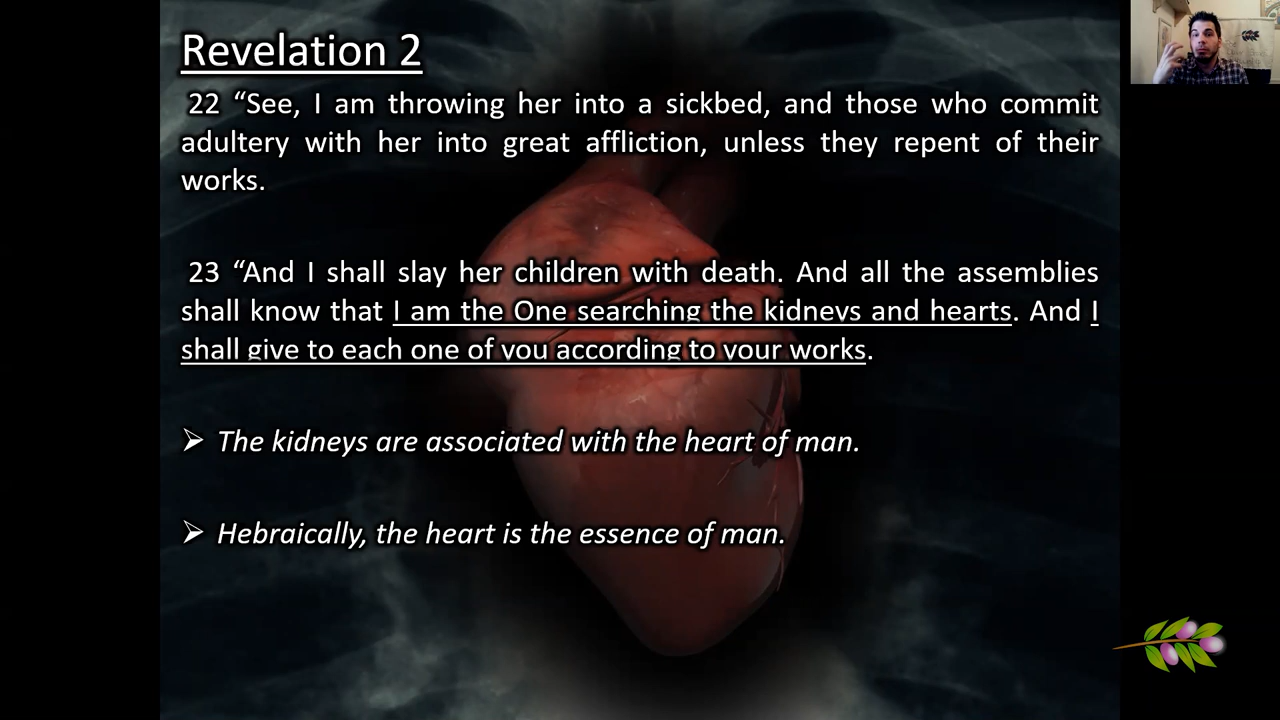 Revelation 2
22 “See, I am throwing her into a sickbed, and those who commit
adultery with her into great affliction, unless they repent of their
works.
23 “And I shall slay her children with death. And all the assemblies
shall know that I am the One searching the kidneys and hearts. And I
shall give to each one of you according to your works.
➢ The kidneys are associated with the heart of man.
➢ Hebraically, the heart is the essence of man.